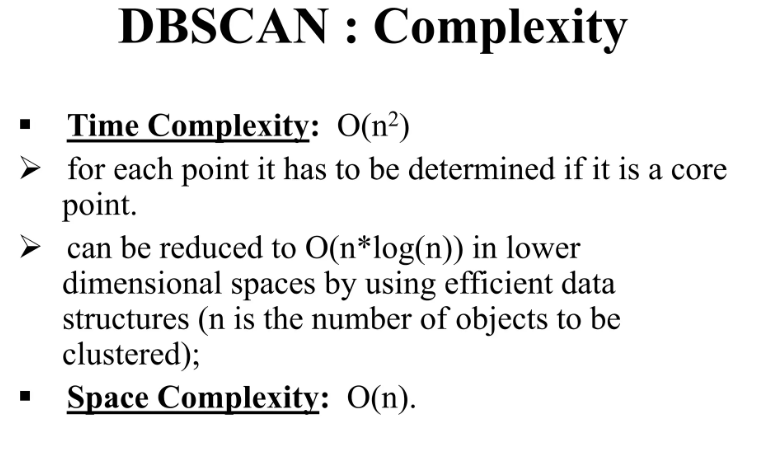 DBSCAN : Complexity
▪ Time Complexity: O(n²)
➢ for each point it has to be determined if it is a core
point.
➢ can be reduced to O(n*log(n)) in lower
dimensional spaces by using efficient data
structures (n is the number of objects to be
clustered);
▪ Space Complexity: O(n).